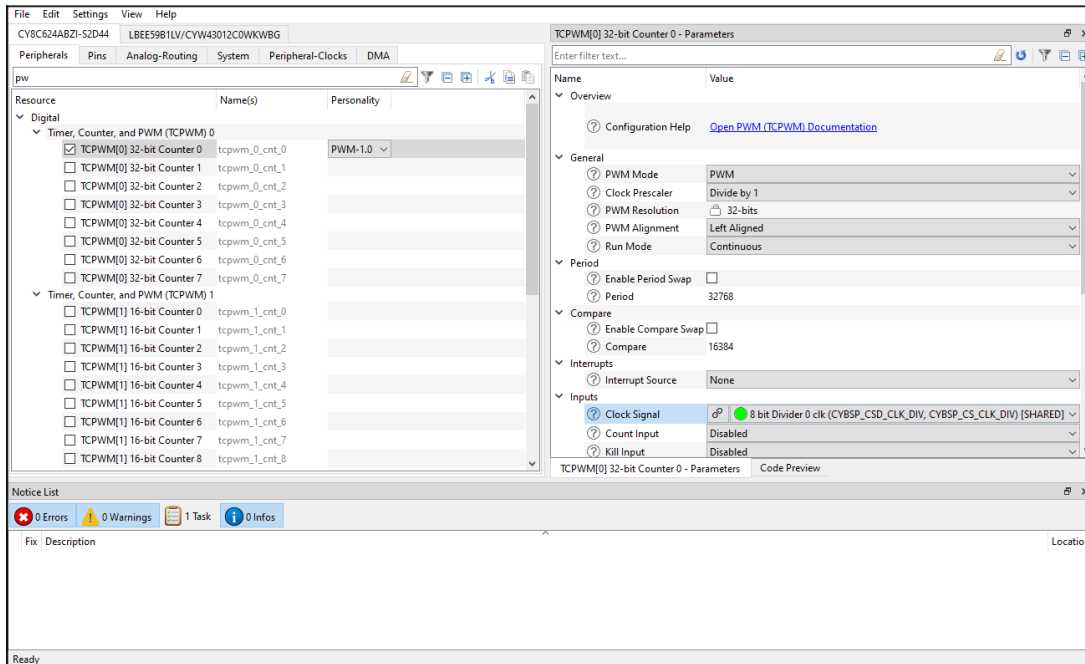 File Edit Settings View Help
CY8C624ABZI-S2D44 LBEE59B1LV/CYW43012C0WKWBG
Peripherals Pins Analog-Routing System Peripheral-Clocks DMA
pw
Resource Name(s) Personality
Digital
Timer, Counter, and PWM (TCPWM) 0
TCPWM[0] 32-bit Counter 0 tcpwm_0_cnt_0 PWM-1.0
TCPWM[0] 32-bit Counter 1 tcpwm_0_cnt_1
TCPWM[0] 32-bit Counter 2 tcpwm_0_cnt_2
TCPWM[0] 32-bit Counter 3 tcpwm_0_cnt_3
TCPWM[0] 32-bit Counter 4 tcpwm_0_cnt_4
TCPWM[0] 32-bit Counter 5 tcpwm_0_cnt_5
TCPWM[0] 32-bit Counter 6 tcpwm_0_cnt_6
TCPWM[0] 32-bit Counter 7 tcpwm_0_cnt_7
Timer, Counter, and PWM (TCPWM) 1
TCPWM[1] 16-bit Counter 0 tcpwm_1_cnt_0
TCPWM[1] 16-bit Counter 1 tcpwm_1_cnt_1
TCPWM[1] 16-bit Counter 2 tcpwm_1_cnt_2
TCPWM[1] 16-bit Counter 3 tcpwm_1_cnt_3
TCPWM[1] 16-bit Counter 4 tcpwm_1_cnt_4
TCPWM[1] 16-bit Counter 5 tcpwm_1_cnt_5
TCPWM[1] 16-bit Counter 6 tcpwm_1_cnt_6
TCPWM[1] 16-bit Counter 7 tcpwm_1_cnt_7
TCPWM[1] 16-bit Counter 8 tcpwm_1_cnt_8
TCPWM[0] 32-bit Counter 0 - Parameters
Enter filter text...
Name Value
Overview
Configuration Help Open PWM (TCPWM) Documentation
General
PWM Mode PWM
Clock Prescaler Divide by 1
PWM Resolution 32-bits
PWM Alignment Left Aligned
Run Mode Continuous
Period
Enable Period Swap
Period 32768
Compare
Enable Compare Swap
Compare 16384
Interrupts
Interrupt Source None
Inputs
Clock Signal 8 bit Divider 0 clk (CYBSP_CSD_CLK_DIV, CYBSP_CS_CLK_DIV) [SHARED]
Count Input Disabled
Kill Input Disabled
TCPWM[0] 32-bit Counter 0 - Parameters Code Preview
Notice List
0 Errors 0 Warnings 1 Task 0 Infos
Fix Description Locatio
Ready